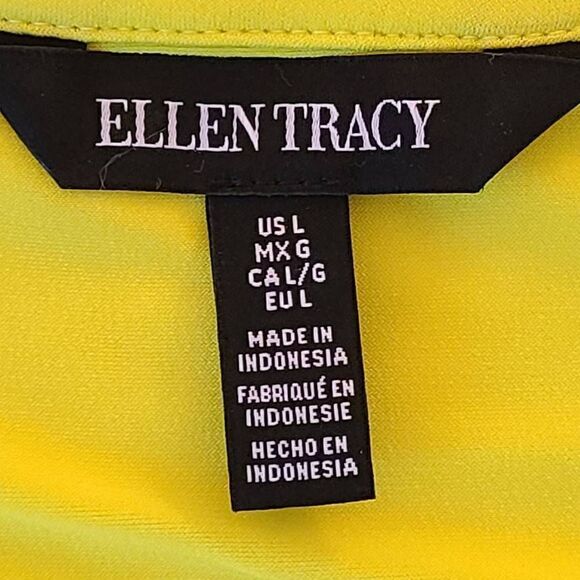 ELLEN TRACY
US L
MX G
CA L/G
EU L
MADE IN
INDONESIA
FABRIQUÉ EN
INDONESIE
HECHO EN
INDONESIA